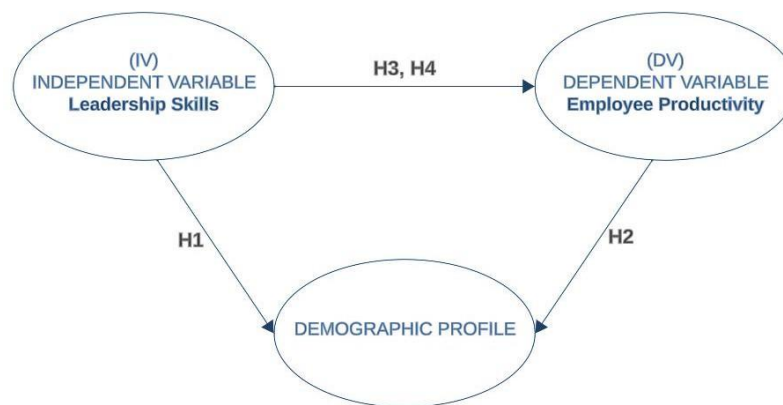 (IV)
INDEPENDENT VARIABLE
Leadership Skills
H3, H4
(DV)
DEPENDENT VARIABLE
Employee Productivity
H1
H2
DEMOGRAPHIC PROFILE